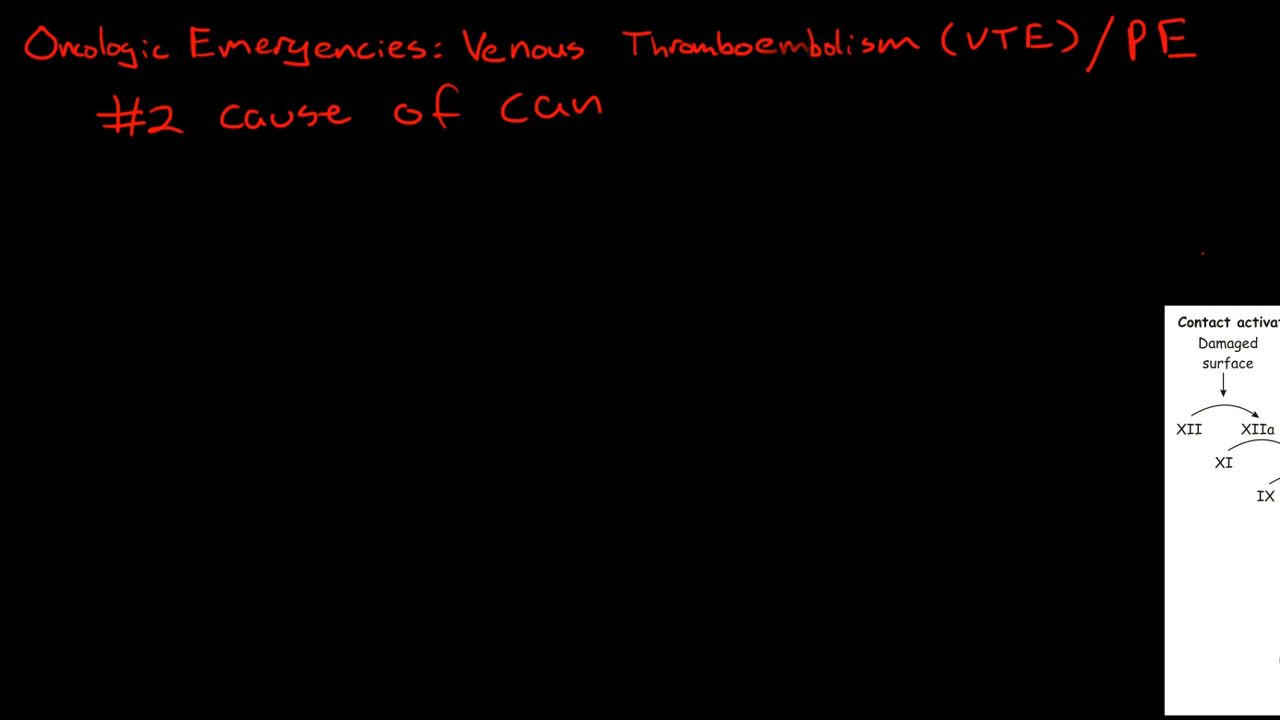 Oncologic Emergencies: Venous Thromboembolism (VTE)/PE
#2 cause of can
Contact activat
Damaged
surface
XII XIIa
XI
IX